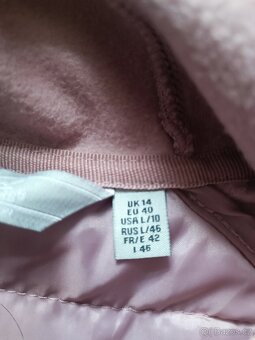 UK 14
EU 40
USA L/10
RUS L/46
FR/E 42
I 46